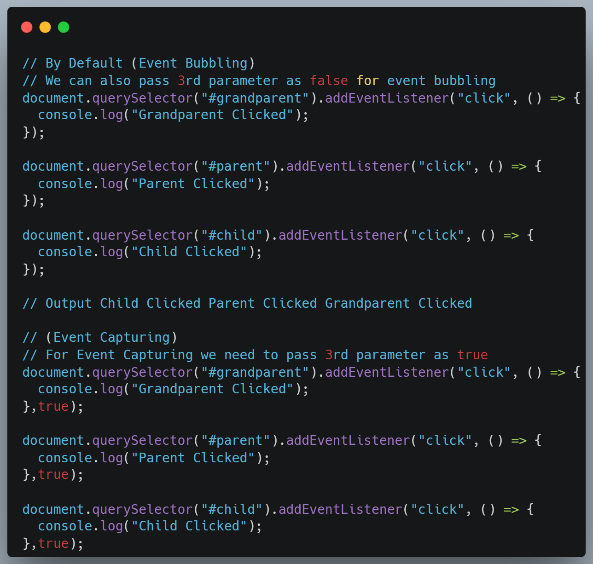 // By Default (Event Bubbling)
// We can also pass 3rd parameter as false for event bubbling
document.querySelector("#grandparent").addEventListener("click", () => {
  console.log("Grandparent Clicked");
});

document.querySelector("#parent").addEventListener("click", () => {
  console.log("Parent Clicked");
});

document.querySelector("#child").addEventListener("click", () => {
  console.log("Child Clicked");
});

// Output Child Clicked Parent Clicked Grandparent Clicked

// (Event Capturing)
// For Event Capturing we need to pass 3rd parameter as true
document.querySelector("#grandparent").addEventListener("click", () => {
  console.log("Grandparent Clicked");
},true);

document.querySelector("#parent").addEventListener("click", () => {
  console.log("Parent Clicked");
},true);

document.querySelector("#child").addEventListener("click", () => {
  console.log("Child Clicked");
},true);